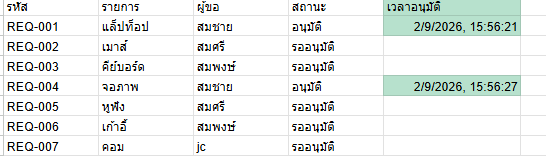 รหัส รายการ ผู้ขอ สถานะ เวลาอนุมัติ
REQ-001 แล็ปท็อป สมชาย อนุมัติ 2/9/2026, 15:56:21
REQ-002 เมาส์ สมศรี รออนุมัติ
REQ-003 คีย์บอร์ด สมพงษ์ รออนุมัติ
REQ-004 จอภาพ สมชาย อนุมัติ 2/9/2026, 15:56:27
REQ-005 หูฟัง สมศรี รออนุมัติ
REQ-006 เก้าอี้ สมพงษ์ รออนุมัติ
REQ-007 คอม jc รออนุมัติ